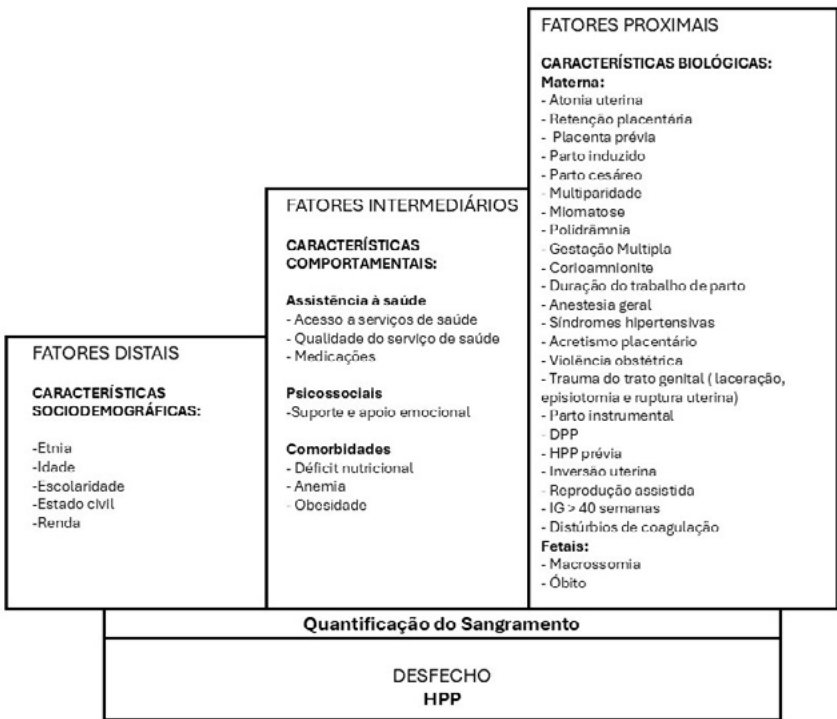 FATORES DISTAIS
CARACTERÍSTICAS
SOCIODEMOGRÁFICAS:
-Etnia
-Idade
-Escolaridade
-Estado civil
-Renda
FATORES INTERMEDIÁRIOS
CARACTERÍSTICAS
COMPORTAMENTAIS:
Assistência à saúde
- Acesso a serviços de saúde
- Qualidade do serviço de saúde
- Medicações
Psicossociais
-Suporte e apoio emocional
Comorbidades
- Déficit nutricional
- Anemia
- Obesidade
FATORES PROXIMAIS
CARACTERÍSTICAS BIOLÓGICAS:
Materna:
- Atonia uterina
- Retenção placentária
- Placenta prévia
- Parto induzido
- Parto cesáreo
- Multiparidade
- Miomatose
- Polidrâmnia
- Gestação Multipla
- Corioamnionite
- Duração do trabalho de parto
- Anestesia geral
- Síndromes hipertensivas
- Acretismo placentário
- Violência obstétrica
- Trauma do trato genital ( laceração,
episiotomia e ruptura uterina)
- Parto instrumental
- DPP
- HPP prévia
- Inversão uterina
- Reprodução assistida
- IG > 40 semanas
- Distúrbios de coagulação
Fetais:
- Macrossomia
- Óbito
Quantificação do Sangramento
DESFECHO
HPP